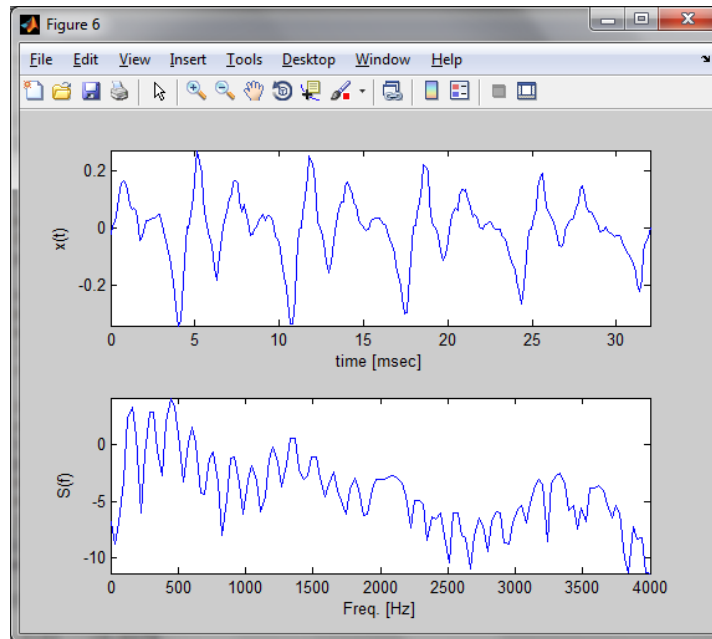 Figure 6
File Edit View Insert Tools Desktop Window Help
0.2
0
-0.2
x(t)
0 5 10 15 20 25 30
time [msec]
0
-5
-10
S(f)
0 500 1000 1500 2000 2500 3000 3500 4000
Freq. [Hz]